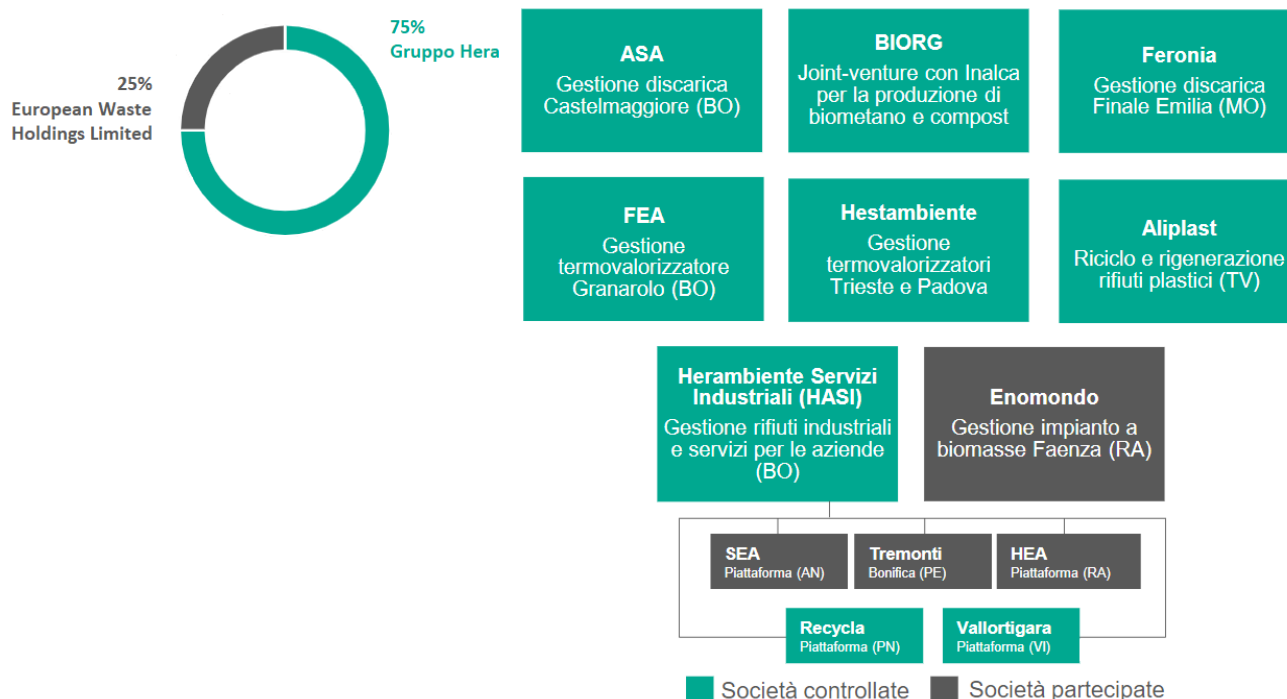 75%
Gruppo Hera
25%
European Waste
Holdings Limited
ASA
Gestione discarica
Castelmaggiore (BO)
BIORG
Joint-venture con Inalca
per la produzione di
biometano e compost
Feronia
Gestione discarica
Finale Emilia (MO)
FEA
Gestione
termovalorizzatore
Granarolo (BO)
Hestambiente
Gestione
termovalorizzatori
Trieste e Padova
Aliplast
Riciclo e rigenerazione
rifiuti plastici (TV)
Herambiente Servizi
Industriali (HASI)
Gestione rifiuti industriali
e servizi per le aziende
(BO)
Enomondo
Gestione impianto a
biomasse Faenza (RA)
SEA
Piattaforma (AN)
Tremonti
Bonifica (PE)
HEA
Piattaforma (RA)
Recycla
Piattaforma (PN)
Vallortigara
Piattaforma (VI)
Società controllate
Società partecipate